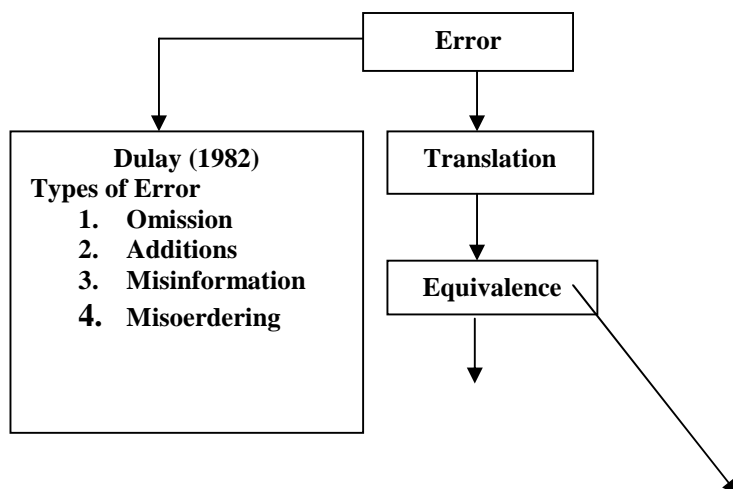 Error
Dulay (1982)
Types of Error
1. Omission
2. Additions
3. Misinformation
4. Misoerdering
Translation
Equivalence